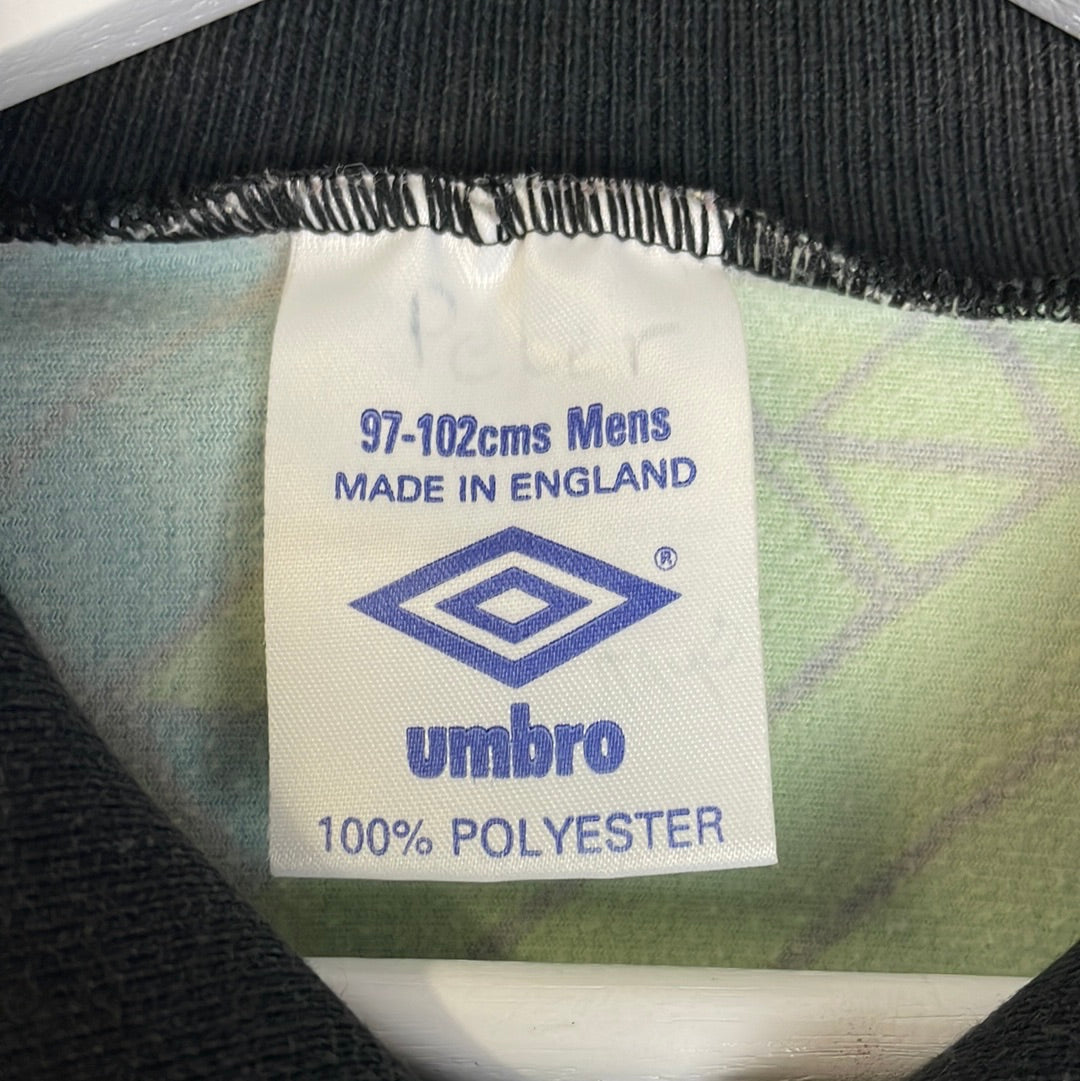 97-102cms Mens
MADE IN ENGLAND
®
umbro
100% POLYESTER